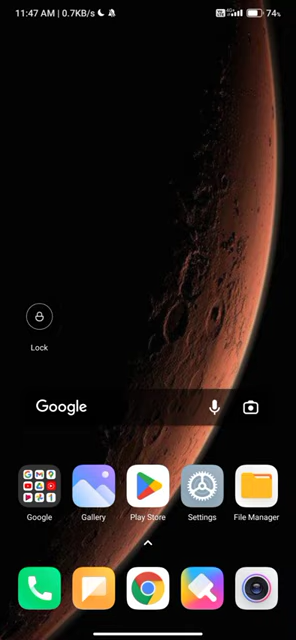 11:47 AM | 0.7KB/s
74%
Lock
Google
Google
Gallery
Play Store
Settings
File Manager